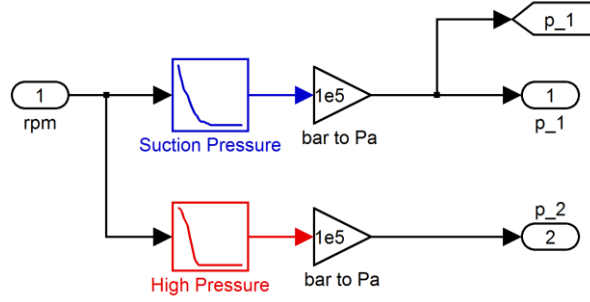 p_1
1
rpm
Suction Pressure
1e5
bar to Pa
1
p_1
High Pressure
1e5
bar to Pa
p_2
2